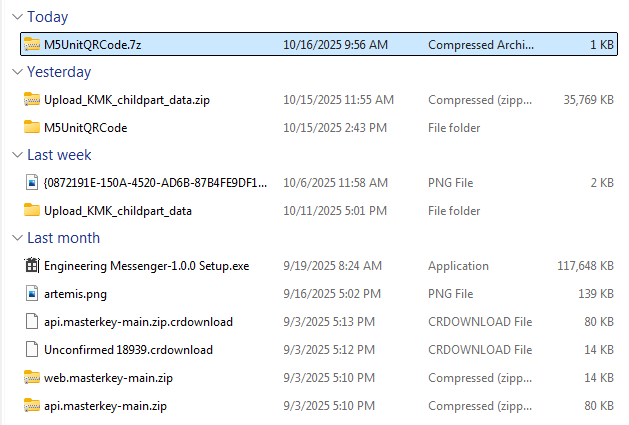 Today
M5UnitQRCode.7z 10/16/2025 9:56 AM Compressed Archi... 1 KB
Yesterday
Upload_KMK_childpart_data.zip 10/15/2025 11:55 AM Compressed (zipp... 35,769 KB
M5UnitQRCode 10/15/2025 2:43 PM File folder
Last week
{0872191E-150A-4520-AD6B-87B4FE9DF1... 10/6/2025 11:58 AM PNG File 2 KB
Upload_KMK_childpart_data 10/11/2025 5:01 PM File folder
Last month
Engineering Messenger-1.0.0 Setup.exe 9/19/2025 8:24 AM Application 117,648 KB
artemis.png 9/16/2025 5:02 PM PNG File 139 KB
api.masterkey-main.zip.crdownload 9/3/2025 5:13 PM CRDOWNLOAD File 80 KB
Unconfirmed 18939.crdownload 9/3/2025 5:12 PM CRDOWNLOAD File 14 KB
web.masterkey-main.zip 9/3/2025 5:10 PM Compressed (zipp... 14 KB
api.masterkey-main.zip 9/3/2025 5:10 PM Compressed (zipp... 80 KB